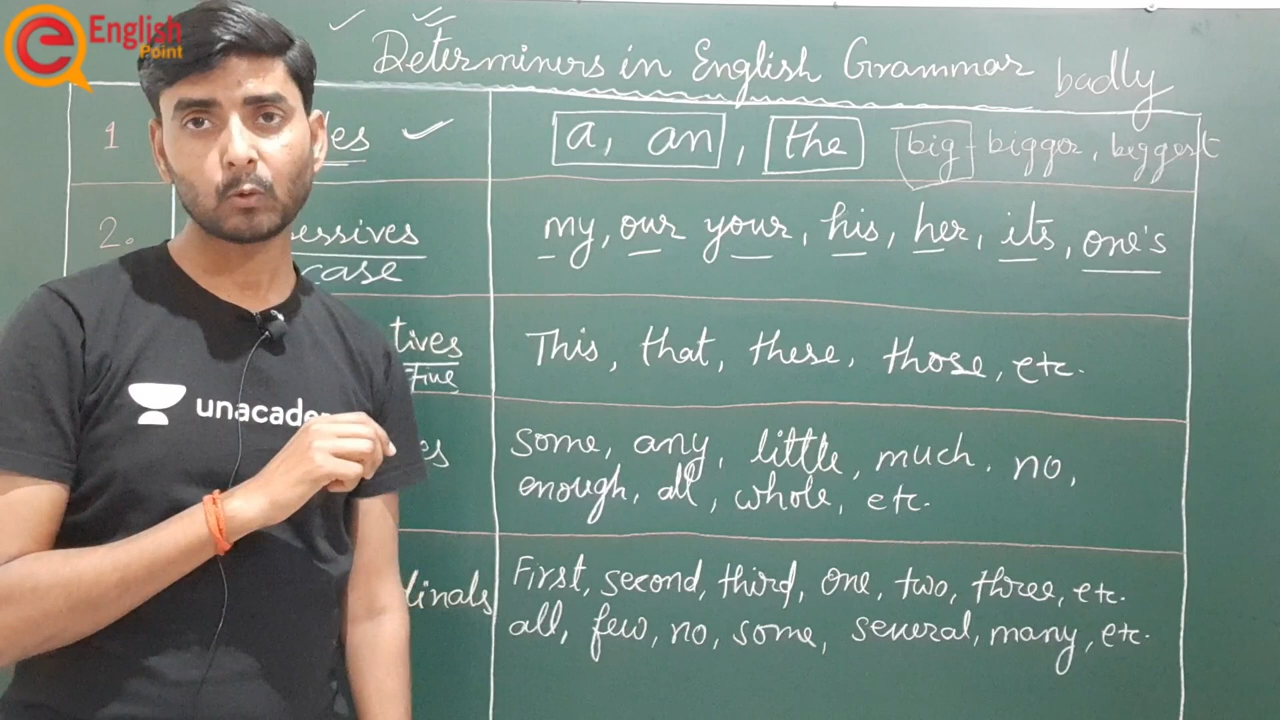 English
Point
Determiners in English Grammar badly
1 a, an, the big - bigger, biggest
2. my, our your, his, her, its, one's
case
This, that, these, those, etc.
unacade
some, any, little, much, no,
enough, all, whole, etc.
First, second, third, one, two, three, etc.
all, few, no, some, several, many, etc.